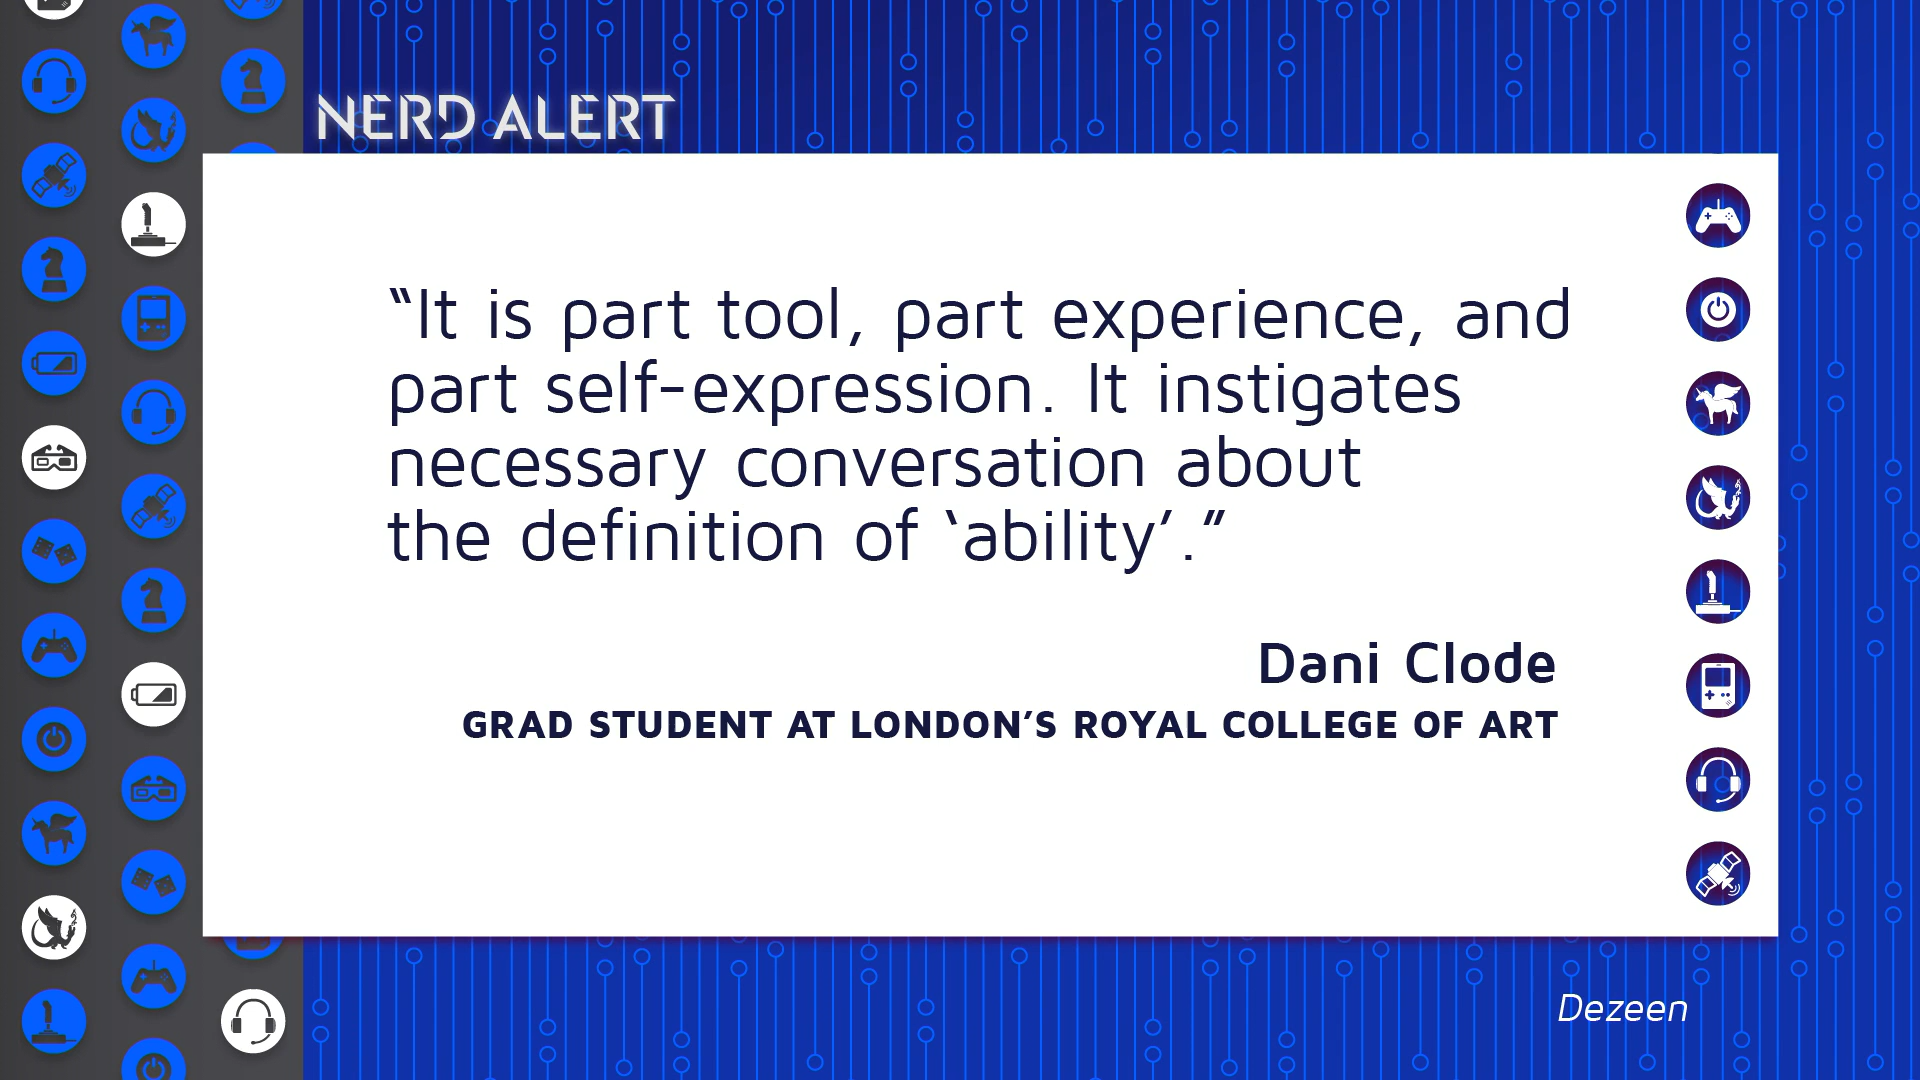 NERD ALERT
“It is part tool, part experience, and
part self-expression. It instigates
necessary conversation about
the definition of ‘ability’.”
Dani Clode
GRAD STUDENT AT LONDON’S ROYAL COLLEGE OF ART
Dezeen